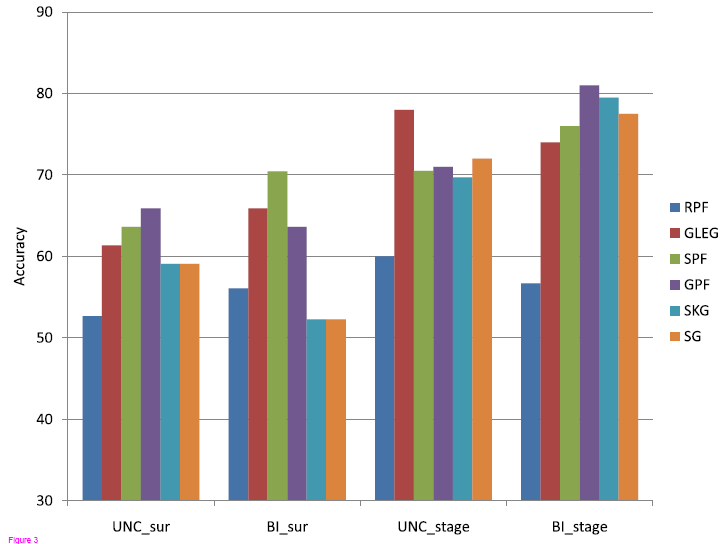 90
80
70
60
50
40
30
Accuracy
UNC_sur
BI_sur
UNC_stage
BI_stage
RPF
GLEG
SPF
GPF
SKG
SG
Figure 3